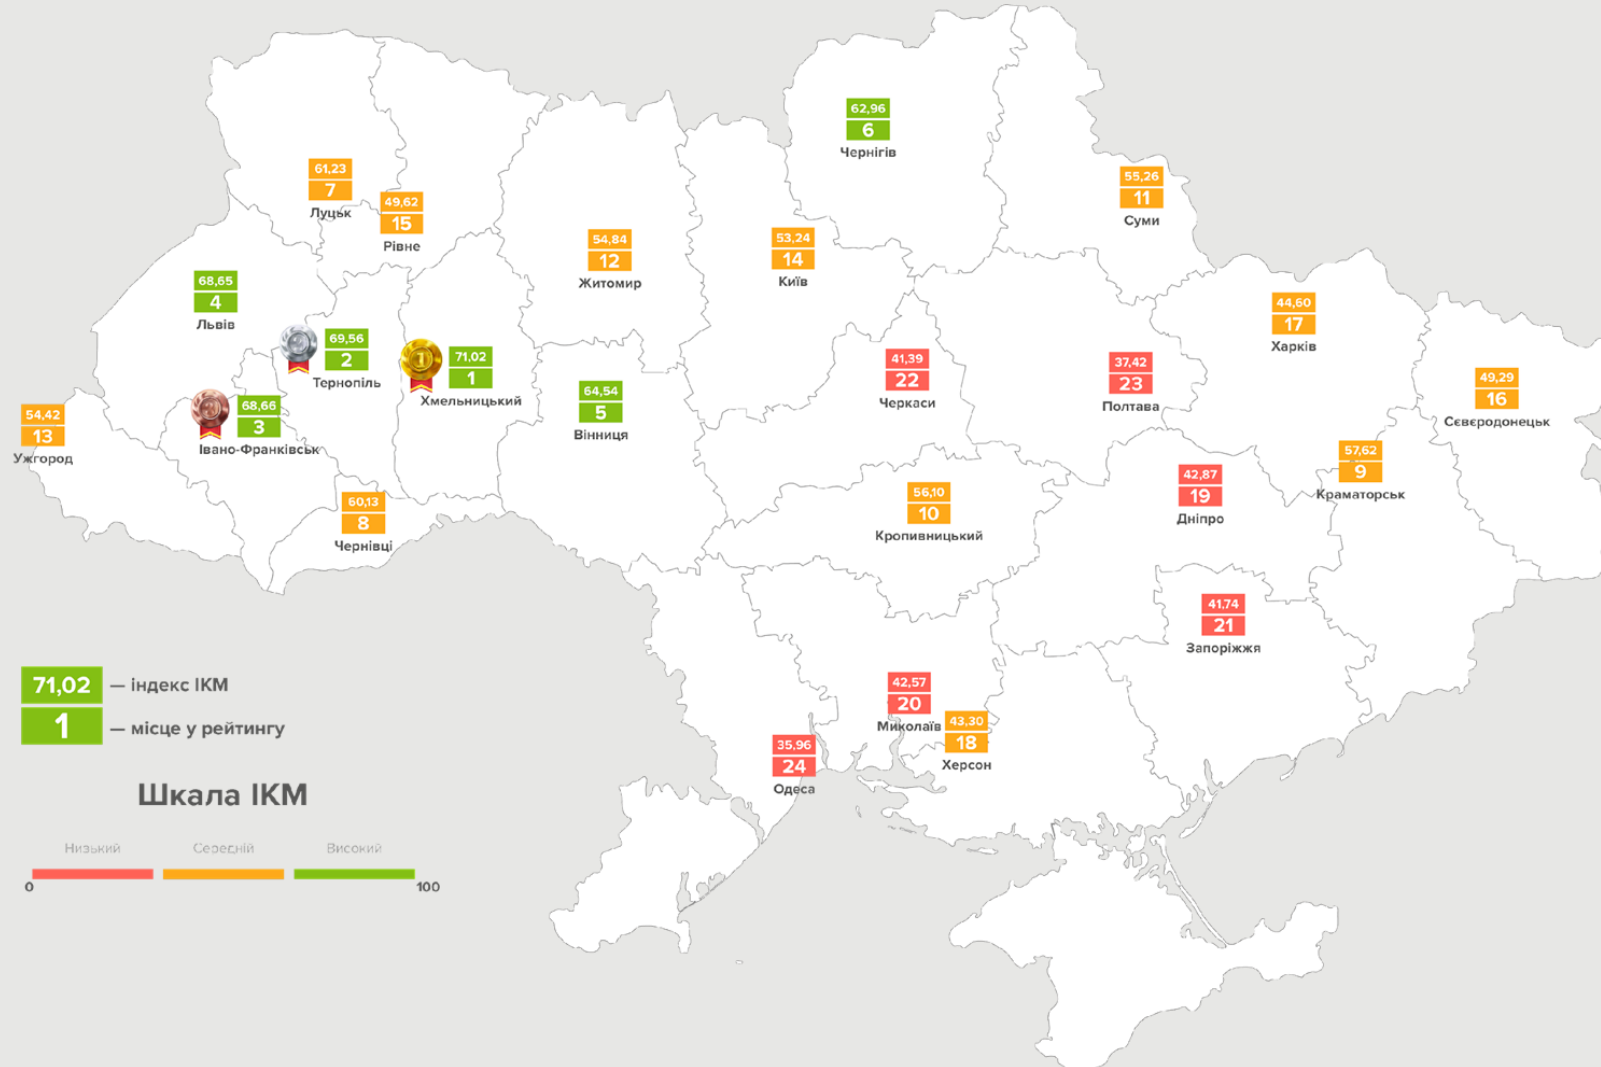 62,96
6
Чернігів
61,23
7
Луцьк
49,62
15
Рівне
55,26
11
Суми
54,84
12
Житомир
53,24
14
Київ
68,65
4
Львів
44,60
17
Харків
2
69,56
2
Тернопіль
1
71,02
1
Хмельницький
41,39
22
Черкаси
37,42
23
Полтава
49,29
16
Сєвєродонецьк
64,54
5
Вінниця
3
68,66
3
Івано-Франківськ
54,42
13
Ужгород
57,62
9
Краматорськ
42,87
19
Дніпро
60,13
8
Чернівці
56,10
10
Кропивницький
41,74
21
Запоріжжя
42,57
20
Миколаїв
43,30
18
Херсон
35,96
24
Одеса
71,02 — індекс ІКМ
1 — місце у рейтингу
Шкала ІКМ
Низький Середній Високий
0 100